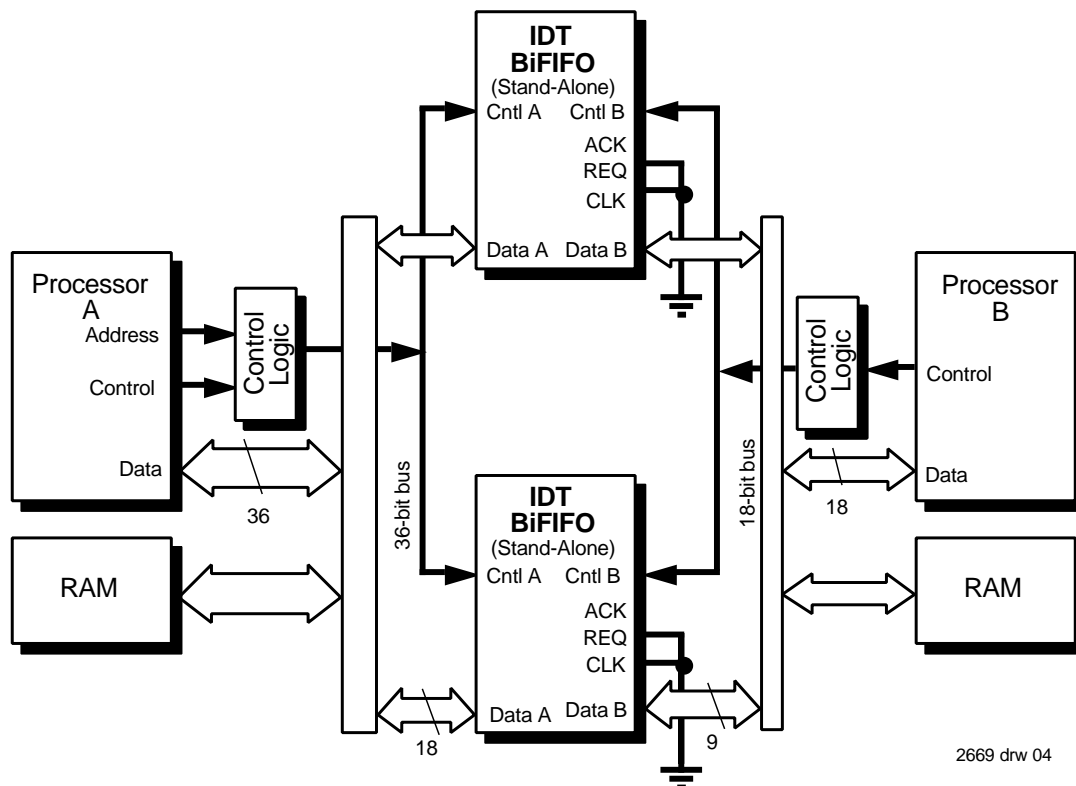 IDT
BiFIFO
(Stand-Alone)
Cntl A Cntl B
ACK
REQ
CLK
Data A Data B
Processor
A
Address
Control
Data
Control
Logic
36
RAM
36-bit bus
18-bit bus
Control
Logic
Processor
B
Control
Data
18
RAM
IDT
BiFIFO
(Stand-Alone)
Cntl A Cntl B
ACK
REQ
CLK
Data A Data B
18
9
2669 drw 04